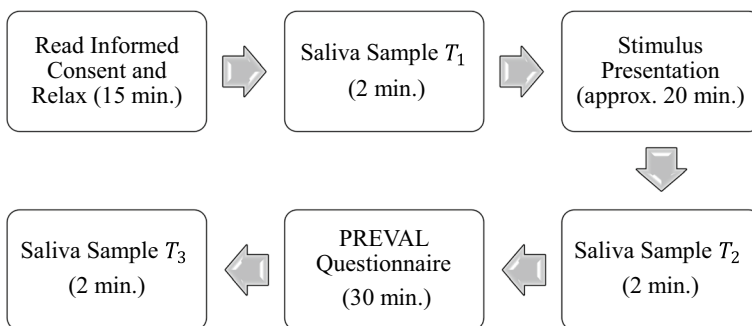 Read Informed
Consent and
Relax (15 min.)
Saliva Sample T₁
(2 min.)
Stimulus
Presentation
(approx. 20 min.)
Saliva Sample T₂
(2 min.)
PREVAL
Questionnaire
(30 min.)
Saliva Sample T₃
(2 min.)